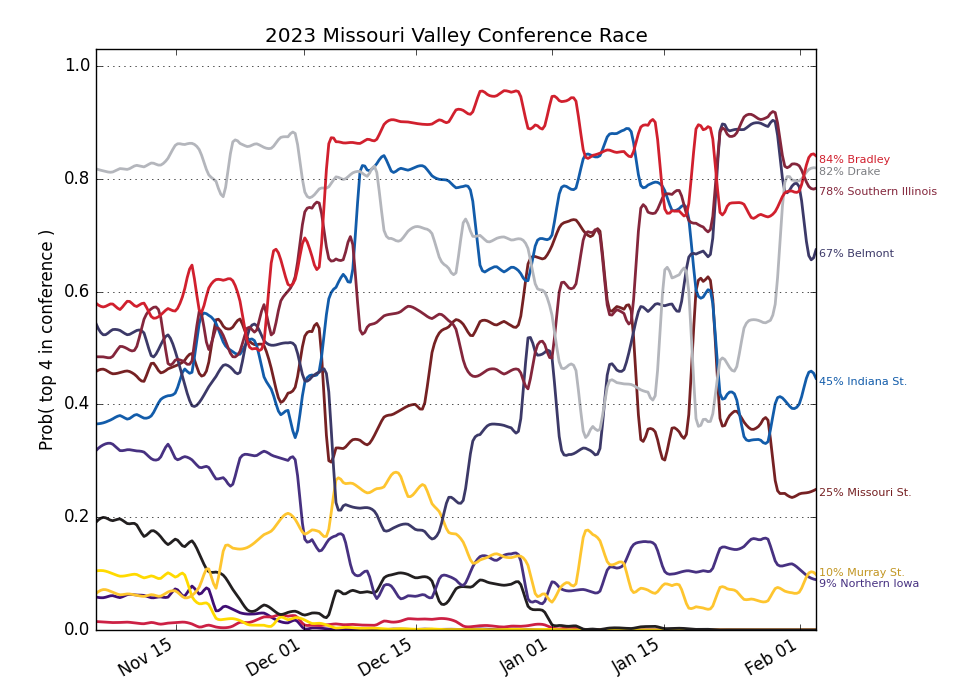 2023 Missouri Valley Conference Race
Prob( top 4 in conference )
1.0
0.8
0.6
0.4
0.2
0.0
Nov 15
Dec 01
Dec 15
Jan 01
Jan 15
Feb 01
84% Bradley
82% Drake
78% Southern Illinois
67% Belmont
45% Indiana St.
25% Missouri St.
10% Murray St.
9% Northern Iowa